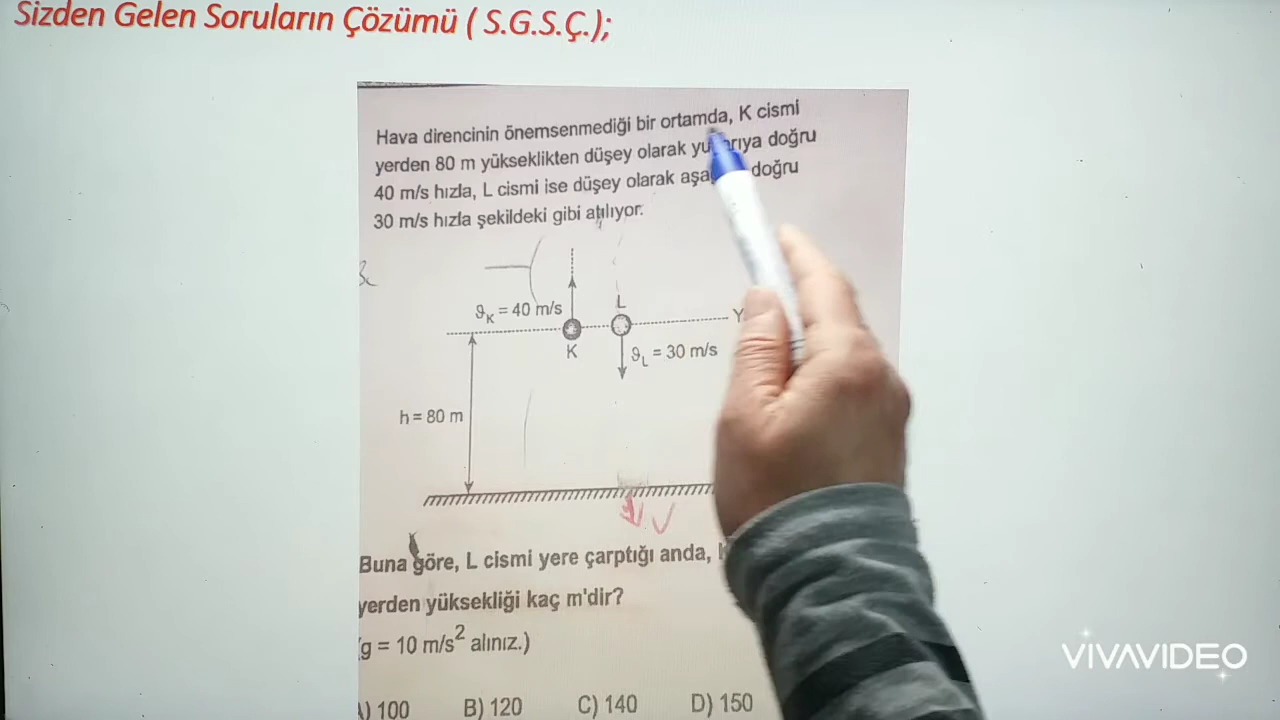 Sizden Gelen Soruların Çözümü ( S.G.S.Ç.);
Hava direncinin önemsenmediği bir ortamda, K cismi
yerden 80 m yükseklikten düşey olarak doğru
40 m/s hızla, L cismi ise düşey olarak doğru
30 m/s hızla şekildeki gibi atılıyor.
L
ϑK = 40 m/s
Y
K
ϑL = 30 m/s
h = 80 m
Buna göre, L cismi yere çarptığı anda,
yerden yüksekliği kaç m'dir?
(g = 10 m/s² alınız.)
A) 100 B) 120 C) 140 D) 150
VIVAVIDEO